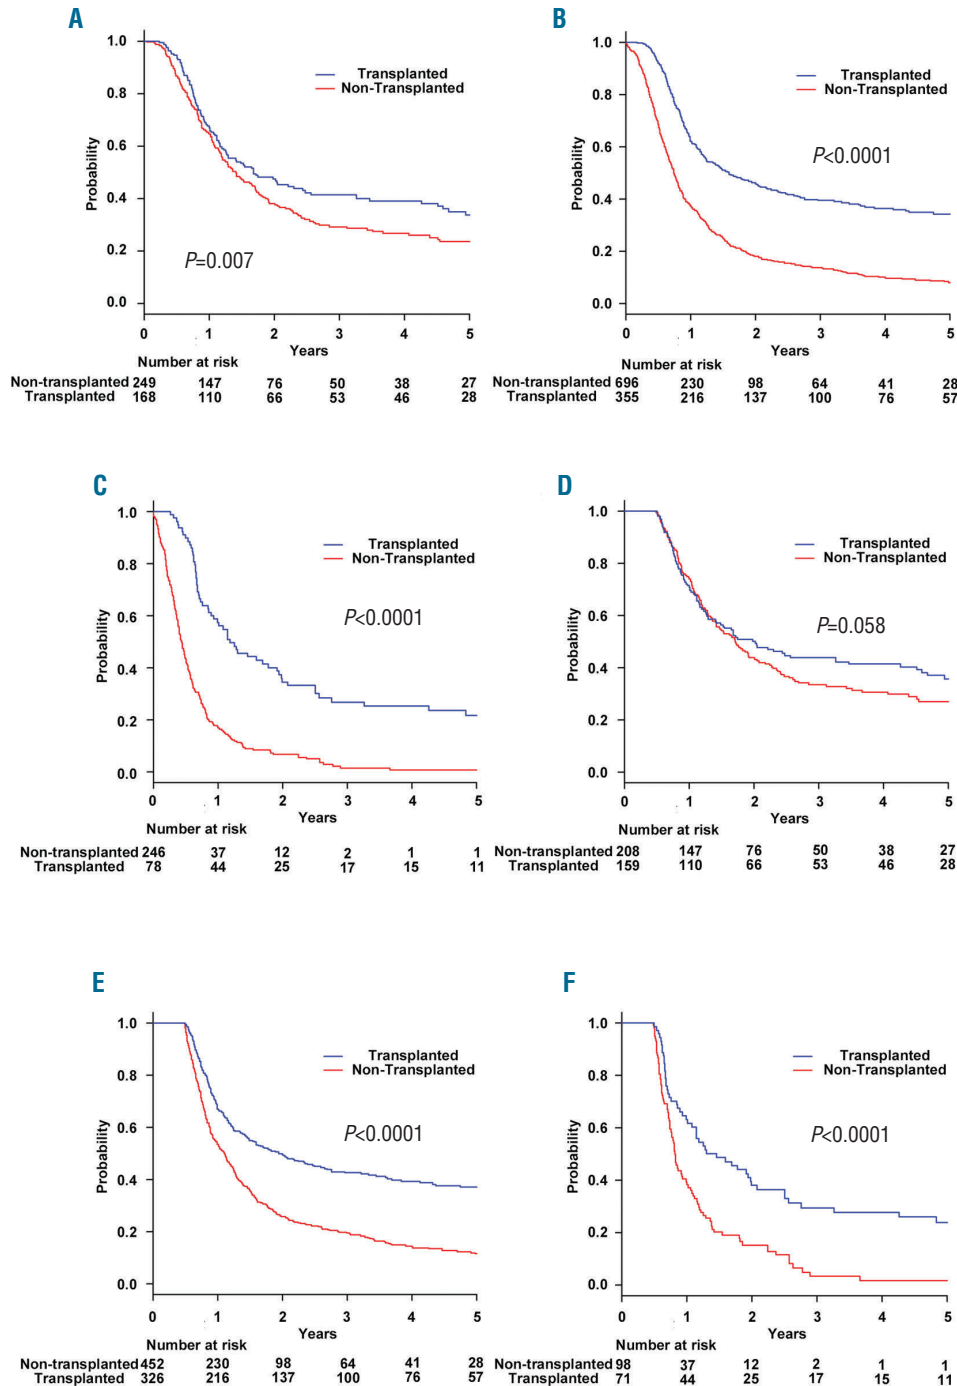 A
1.0
0.8
0.6
0.4
0.2
0.0
Probability
Transplanted
Non-Transplanted
P=0.007
0 1 2 3 4 5
Years
Number at risk
Non-transplanted 249 147 76 50 38 27
Transplanted 168 110 66 53 46 28
B
1.0
0.8
0.6
0.4
0.2
0.0
Probability
Transplanted
Non-Transplanted
P<0.0001
0 1 2 3 4 5
Years
Number at risk
Non-transplanted 696 230 98 64 41 28
Transplanted 355 216 137 100 76 57
C
1.0
0.8
0.6
0.4
0.2
0.0
Probability
Transplanted
Non-Transplanted
P<0.0001
0 1 2 3 4 5
Years
Number at risk
Non-transplanted 246 37 12 2 1 1
Transplanted 78 44 25 17 15 11
D
1.0
0.8
0.6
0.4
0.2
0.0
Probability
Transplanted
Non-Transplanted
P=0.058
0 1 2 3 4 5
Years
Number at risk
Non-transplanted 208 147 76 50 38 27
Transplanted 159 110 66 53 46 28
E
1.0
0.8
0.6
0.4
0.2
0.0
Probability
Transplanted
Non-Transplanted
P<0.0001
0 1 2 3 4 5
Years
Number at risk
Non-transplanted 452 230 98 64 41 28
Transplanted 326 216 137 100 76 57
F
1.0
0.8
0.6
0.4
0.2
0.0
Probability
Transplanted
Non-Transplanted
P<0.0001
0 1 2 3 4 5
Years
Number at risk
Non-transplanted 98 37 12 2 1 1
Transplanted 71 44 25 17 15 11